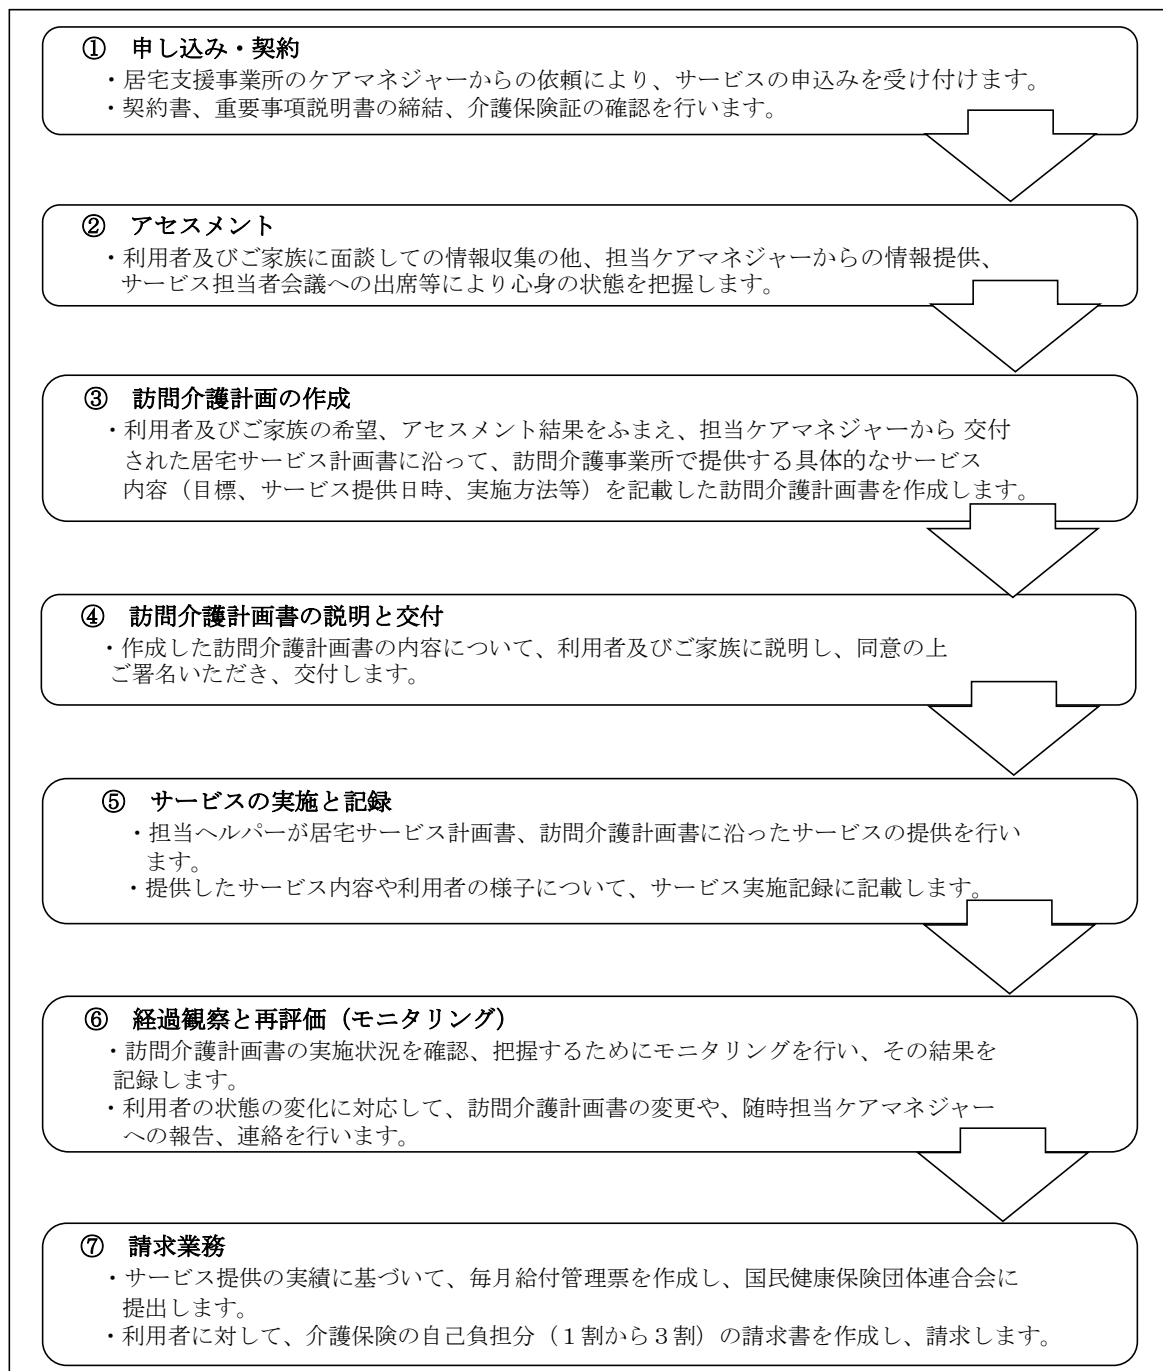 ① 申し込み・契約
・居宅支援事業所のケアマネジャーからの依頼により、サービスの申込みを受け付けます。
・契約書、重要事項説明書の締結、介護保険証の確認を行います。
② アセスメント
・利用者及びご家族に面談しての情報収集の他、担当ケアマネジャーからの情報提供、
サービス担当者会議への出席等により心身の状態を把握します。
③ 訪問介護計画の作成
・利用者及びご家族の希望、アセスメント結果をふまえ、担当ケアマネジャーから 交付
された居宅サービス計画書に沿って、訪問介護事業所で提供する具体的なサービス
内容（目標、サービス提供日時、実施方法等）を記載した訪問介護計画書を作成します。
④ 訪問介護計画書の説明と交付
・作成した訪問介護計画書の内容について、利用者及びご家族に説明し、同意の上
ご署名いただき、交付します。
⑤ サービスの実施と記録
・担当ヘルパーが居宅サービス計画書、訪問介護計画書に沿ったサービスの提供を行い
ます。
・提供したサービス内容や利用者の様子について、サービス実施記録に記載します。
⑥ 経過観察と再評価（モニタリング）
・訪問介護計画書の実施状況を確認、把握するためにモニタリングを行い、その結果を
記録します。
・利用者の状態の変化に対応して、訪問介護計画書の変更や、随時担当ケアマネジャー
への報告、連絡を行います。
⑦ 請求業務
・サービス提供の実績に基づいて、毎月給付管理票を作成し、国民健康保険団体連合会に
提出します。
・利用者に対して、介護保険の自己負担分（１割から３割）の請求書を作成し、請求します。